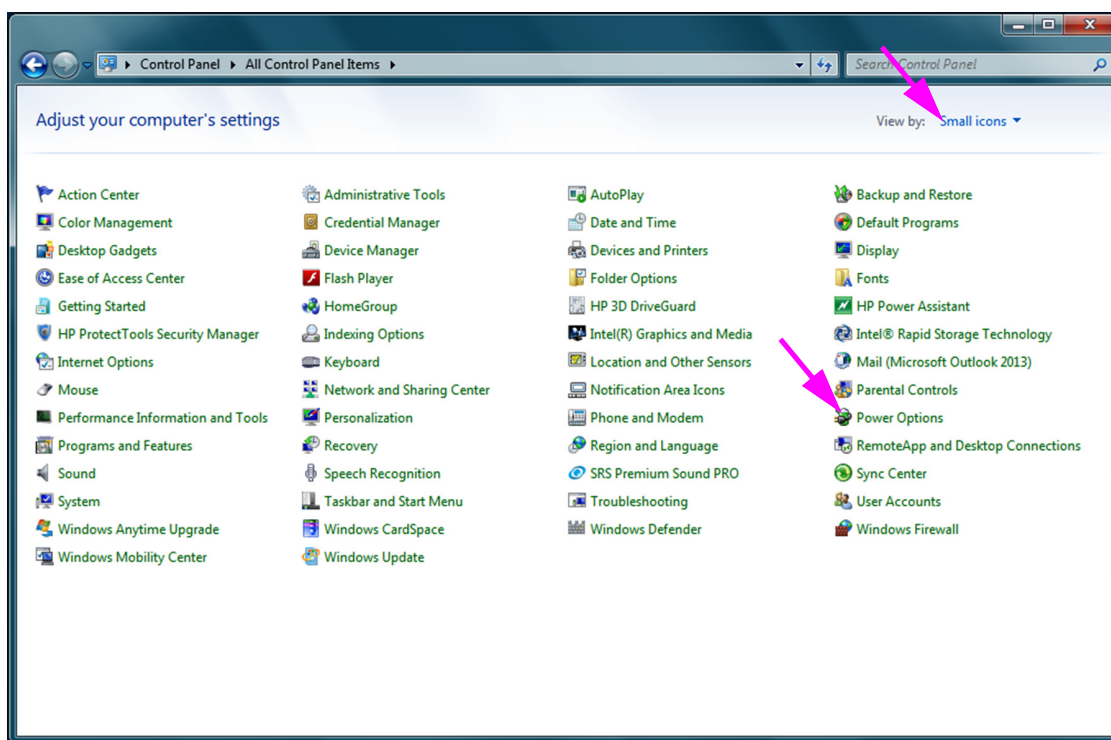 Control Panel All Control Panel Items Search Control Panel
Adjust your computer's settings View by: Small icons
Action Center Administrative Tools AutoPlay Backup and Restore
Color Management Credential Manager Date and Time Default Programs
Desktop Gadgets Device Manager Devices and Printers Display
Ease of Access Center Flash Player Folder Options Fonts
Getting Started HomeGroup HP 3D DriveGuard HP Power Assistant
HP ProtectTools Security Manager Indexing Options Intel(R) Graphics and Media Intel® Rapid Storage Technology
Internet Options Keyboard Location and Other Sensors Mail (Microsoft Outlook 2013)
Mouse Network and Sharing Center Notification Area Icons Parental Controls
Performance Information and Tools Personalization Phone and Modem Power Options
Programs and Features Recovery Region and Language RemoteApp and Desktop Connections
Sound Speech Recognition SRS Premium Sound PRO Sync Center
System Taskbar and Start Menu Troubleshooting User Accounts
Windows Anytime Upgrade Windows CardSpace Windows Defender Windows Firewall
Windows Mobility Center Windows Update